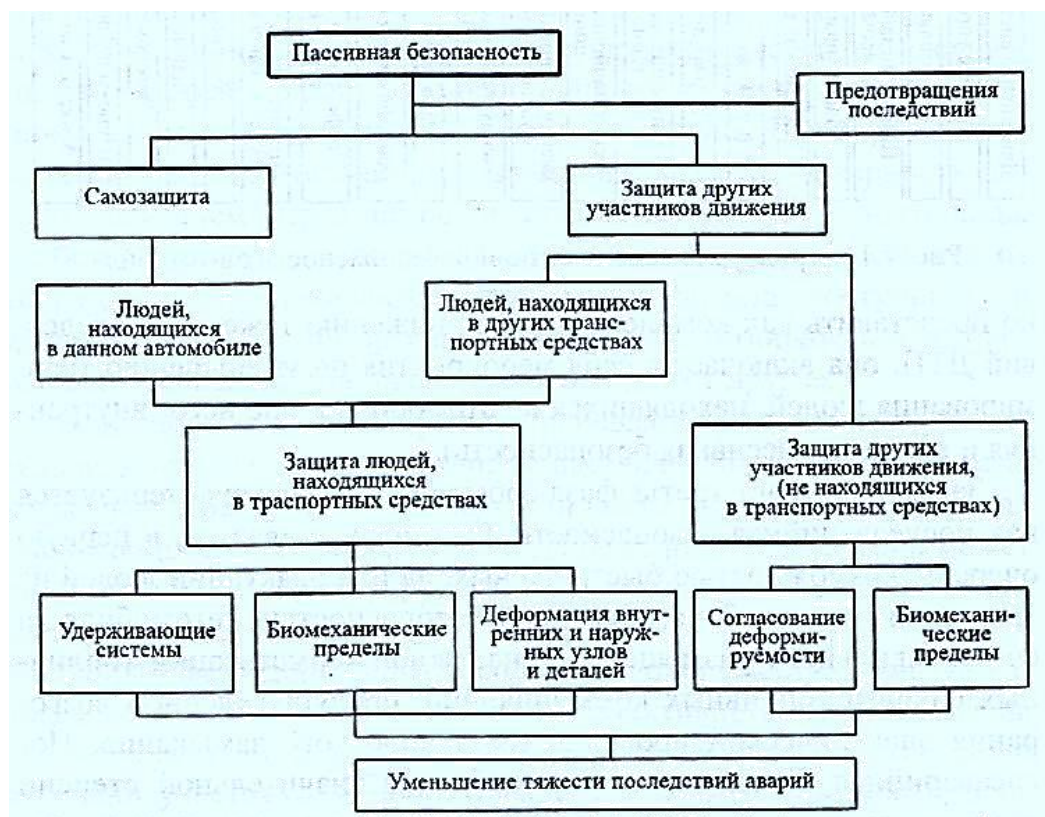 Пассивная безопасность
Предотвращения
последствий
Самозащита
Защита других
участников движения
Людей,
находящихся
в данном автомобиле
Людей, находящихся
в других транс-
портных средствах
Защита людей,
находящихся
в траспортных средствах
Защита других
участников движения,
(не находящихся
в транспортных средствах)
Удерживающие
системы
Биомеханические
пределы
Деформация внут-
ренних и наруж-
ных узлов
и деталей
Согласование
деформи-
руемости
Биомехани-
ческие
пределы
Уменьшение тяжести последствий аварий